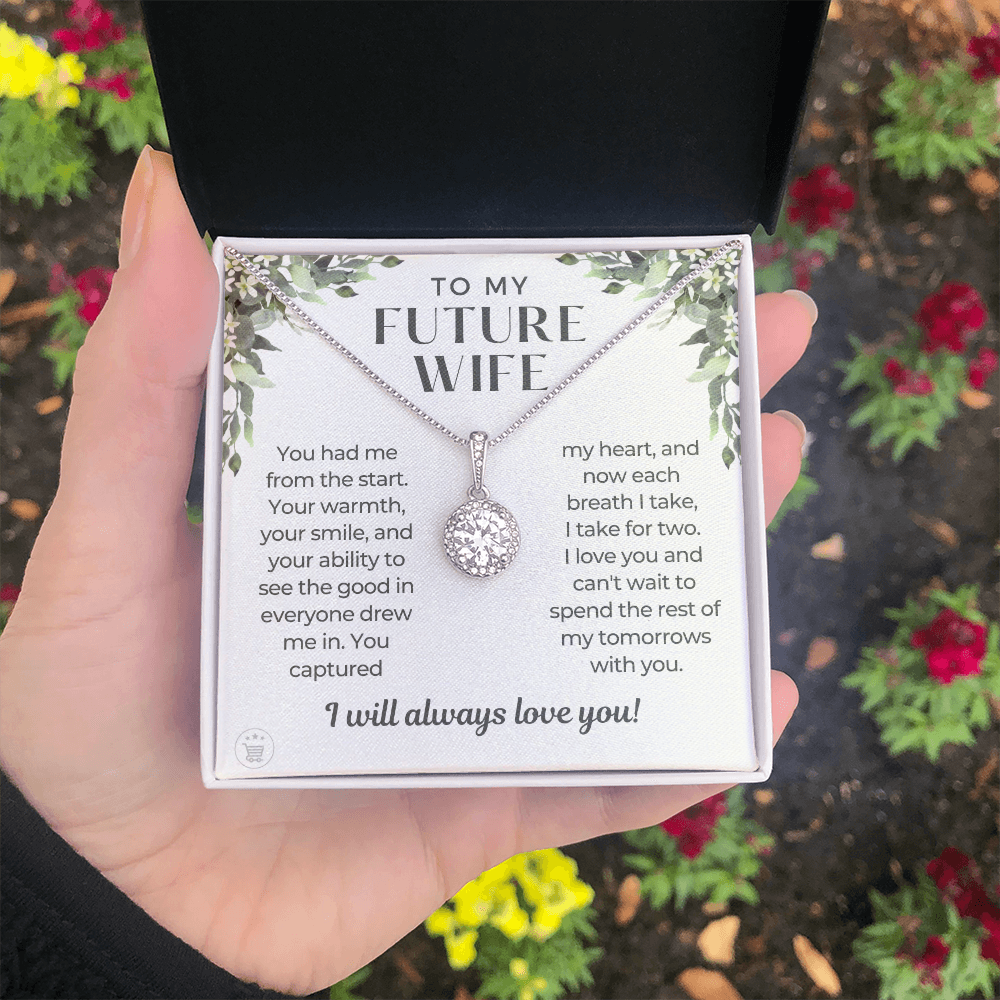 TO MY
FUTURE
WIFE
You had me
from the start.
Your warmth,
your smile, and
your ability to
see the good in
everyone drew
me in. You
captured
my heart, and
now each
breath I take,
I take for two.
I love you and
can't wait to
spend the rest of
my tomorrows
with you.
I will always love you!